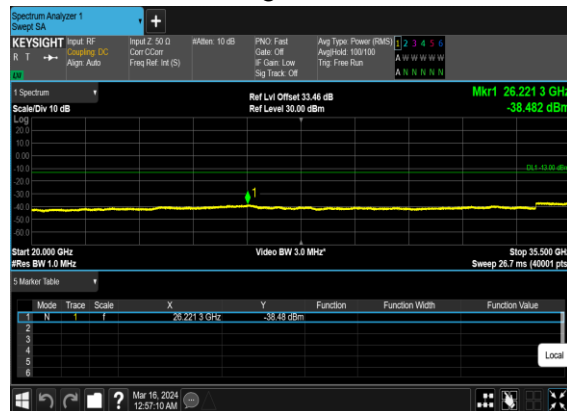 Spectrum Analyzer 1
Swept SA
KEYSIGHT
R T
Input: RF
Coupling: DC
Align: Auto
Input Z: 50 Ω
Corr CCorr
Freq Ref: Int (S)
#Atten: 10 dB
PNO: Fast
Gate: Off
IF Gain: Low
Sig Track: Off
Avg Type: Power (RMS)
Avg|Hold: 100/100
Trig: Free Run
1 2 3 4 5 6
A W W W W W
A N N N N N
1 Spectrum
Scale/Div 10 dB
Ref Lvl Offset 33.46 dB
Ref Level 30.00 dBm
Mkr1 26.221 3 GHz
-38.482 dBm
Log
20.0
10.0
0.00
-10.0
-20.0
-30.0
-40.0
-50.0
-60.0
DL1 -13.00 dBm
1
Start 20.000 GHz
#Res BW 1.0 MHz
Video BW 3.0 MHz*
Stop 35.500 GHz
Sweep 26.7 ms (40001 pts)
5 Marker Table
Mode Trace Scale X Y Function Function Width Function Value
1 N 1 f 26.221 3 GHz -38.48 dBm
2
3
4
5
6
Local
?
Mar 16, 2024
12:57:10 AM